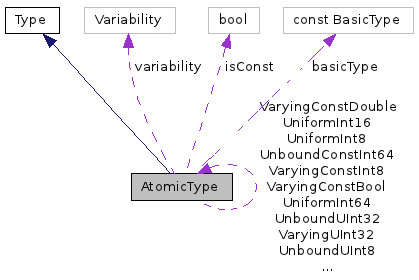 Type
Variability
bool
const BasicType
variability
isConst
basicType
VaryingConstDouble
UniformInt16
UniformInt8
UnboundConstInt64
VaryingConstInt8
VaryingConstBool
UniformInt64
UnboundUInt32
VaryingUInt32
UnboundUInt8
...
AtomicType